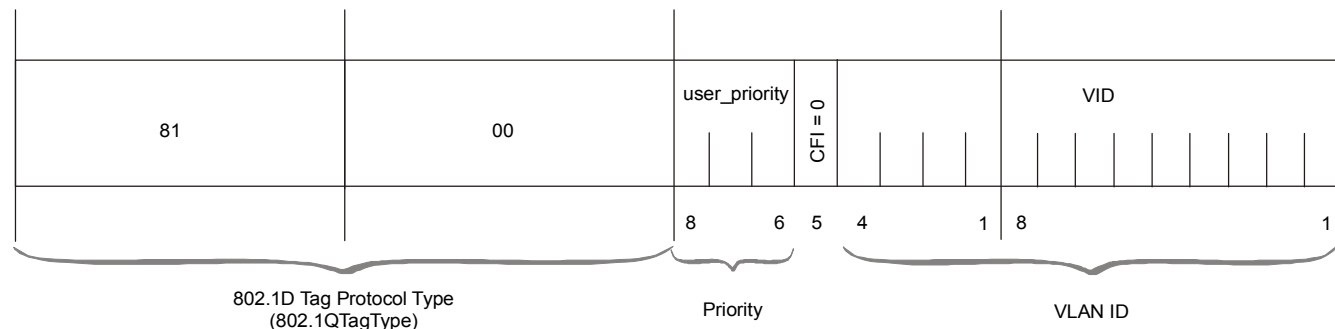 81
00
user_priority
CFI = 0
VID
8
6
5
4
1
8
1
802.1D Tag Protocol Type
(802.1QTagType)
Priority
VLAN ID